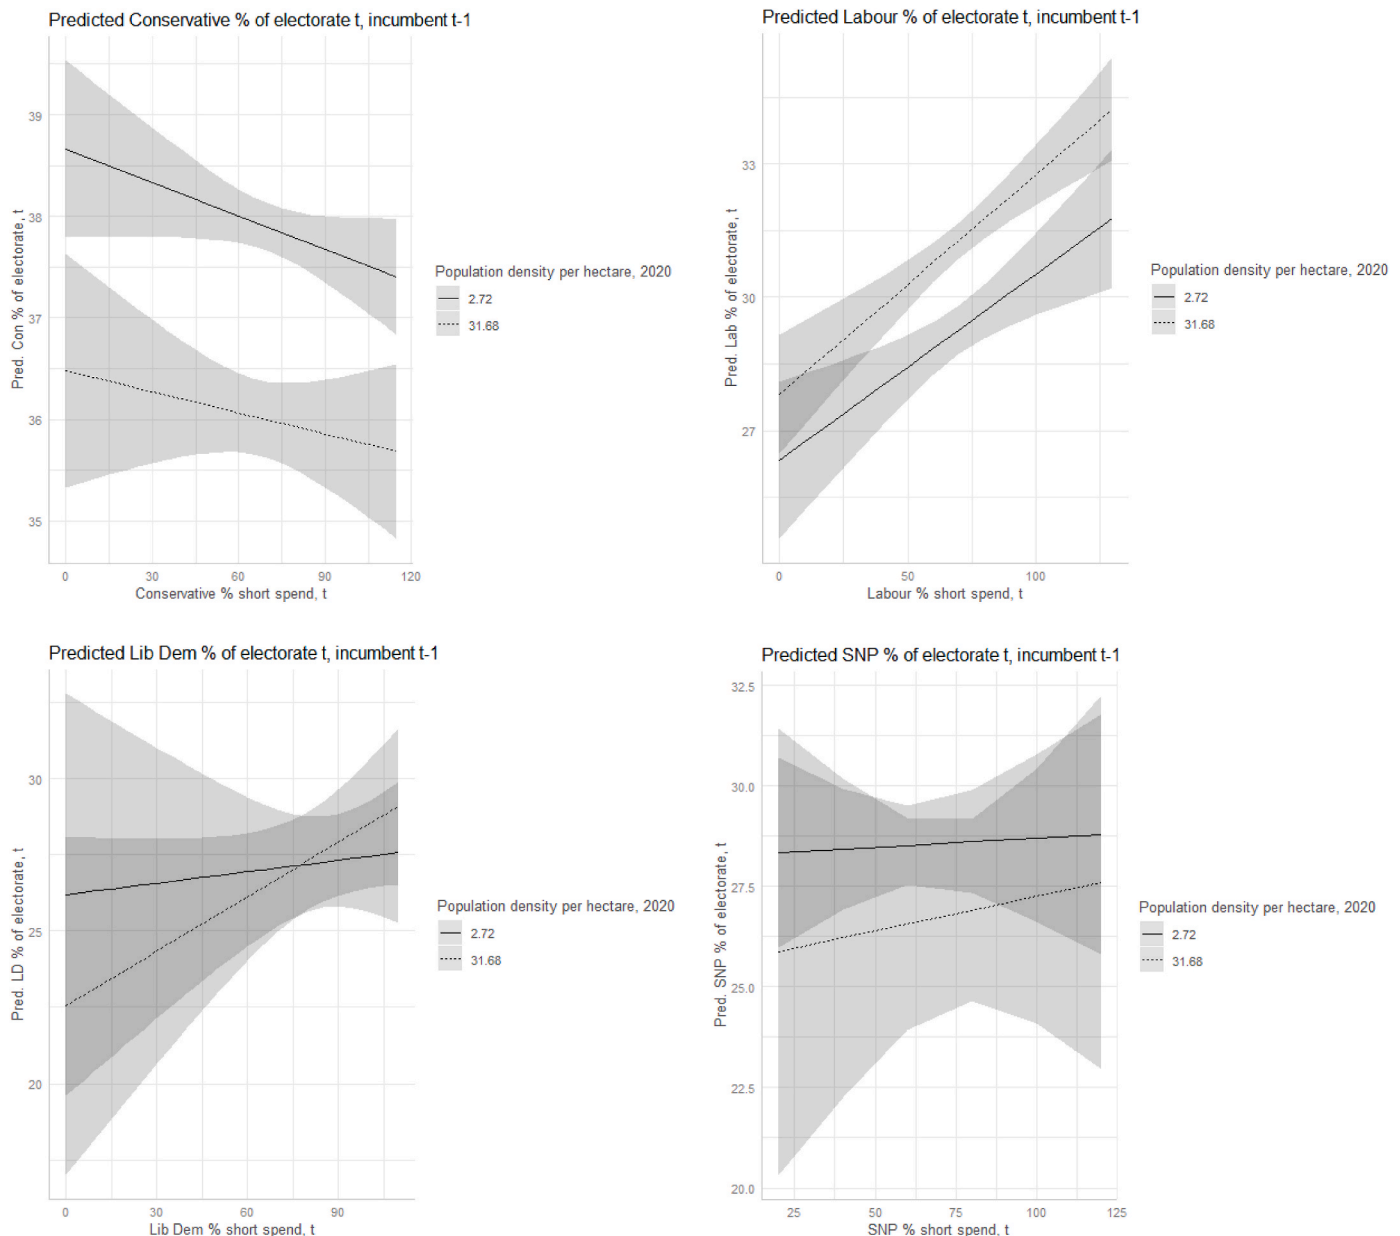 Predicted Conservative % of electorate t, incumbent t-1
39
38
37
36
35
Pred. Con % of electorate, t
0 30 60 90 120
Conservative % short spend, t
Population density per hectare, 2020
2.72
31.68
Predicted Labour % of electorate t, incumbent t-1
33
30
27
Pred. Lab % of electorate, t
0 50 100
Labour % short spend, t
Population density per hectare, 2020
2.72
31.68
Predicted Lib Dem % of electorate t, incumbent t-1
30
25
20
Pred. LD % of electorate, t
0 30 60 90
Lib Dem % short spend, t
Population density per hectare, 2020
2.72
31.68
Predicted SNP % of electorate t, incumbent t-1
32.5
30.0
27.5
25.0
22.5
20.0
Pred. SNP % of electorate, t
25 50 75 100 125
SNP % short spend, t
Population density per hectare, 2020
2.72
31.68